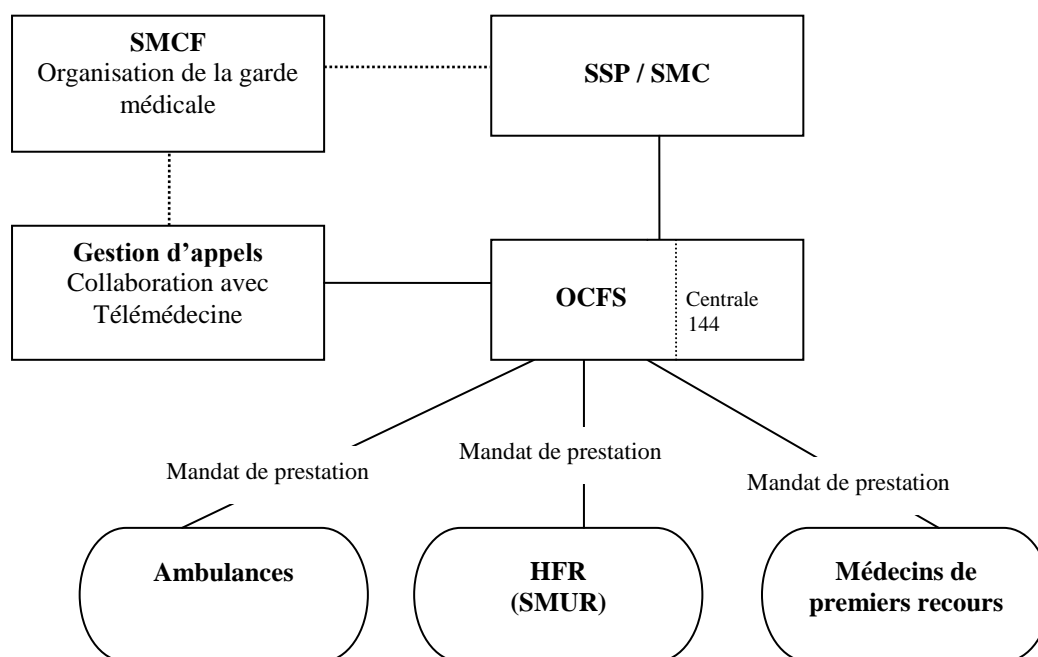 SMCF
Organisation de la garde
médicale
SSP / SMC
Gestion d’appels
Collaboration avec
Télémédecine
OCFS
Centrale
144
Mandat de prestation
Mandat de prestation
Mandat de prestation
Ambulances
HFR
(SMUR)
Médecins de
premiers recours